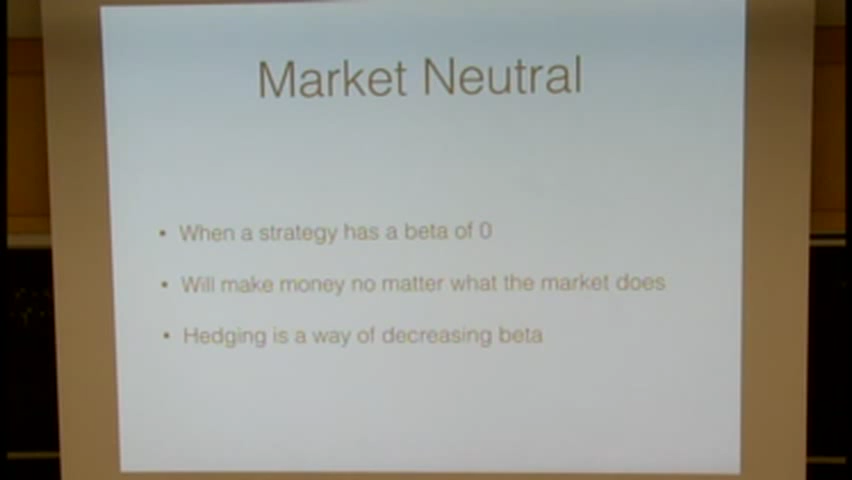 Market Neutral
• When a strategy has a beta of 0
• Will make money no matter what the market does
• Hedging is a way of decreasing beta